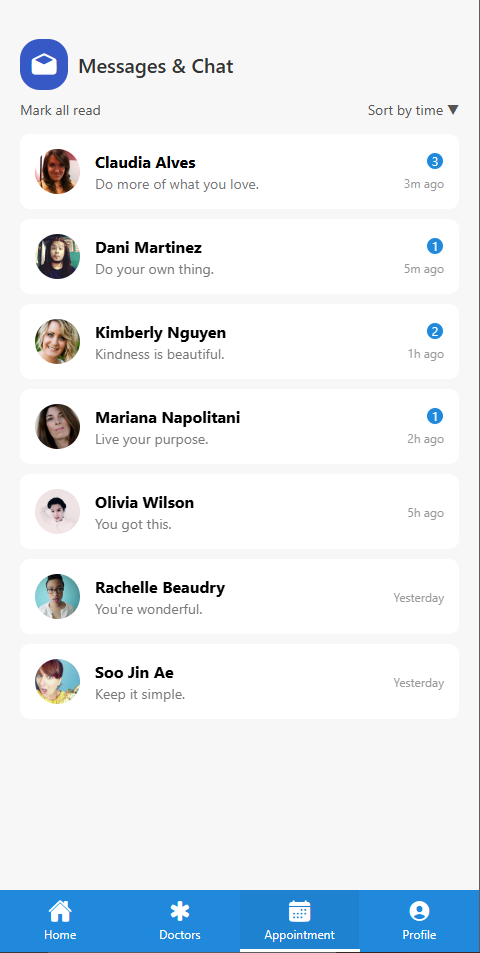 Messages & Chat
Mark all read
Sort by time ▼
Claudia Alves
3
Do more of what you love.
3m ago
Dani Martinez
1
Do your own thing.
5m ago
Kimberly Nguyen
2
Kindness is beautiful.
1h ago
Mariana Napolitani
1
Live your purpose.
2h ago
Olivia Wilson
You got this.
5h ago
Rachelle Beaudry
You're wonderful.
Yesterday
Soo Jin Ae
Keep it simple.
Yesterday
Home
Doctors
Appointment
Profile